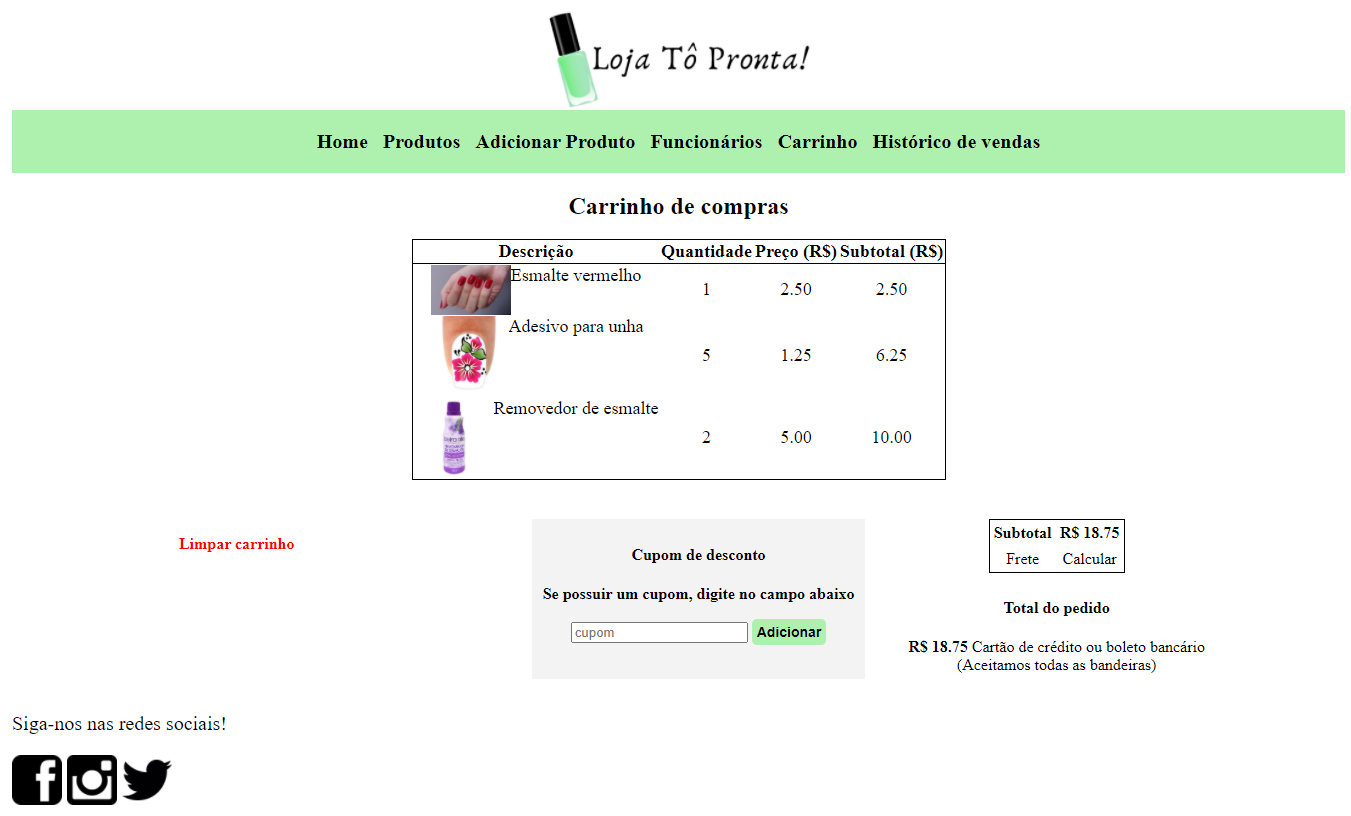 Loja Tô Pronta!
Home Produtos Adicionar Produto Funcionários Carrinho Histórico de vendas
Carrinho de compras
Descrição Quantidade Preço (R$) Subtotal (R$)
Esmalte vermelho 1 2.50 2.50
Adesivo para unha 5 1.25 6.25
Removedor de esmalte 2 5.00 10.00
Limpar carrinho
Cupom de desconto
Se possuir um cupom, digite no campo abaixo
cupom Adicionar
Subtotal R$ 18.75
Frete Calcular
Total do pedido
R$ 18.75 Cartão de crédito ou boleto bancário
(Aceitamos todas as bandeiras)
Siga-nos nas redes sociais!